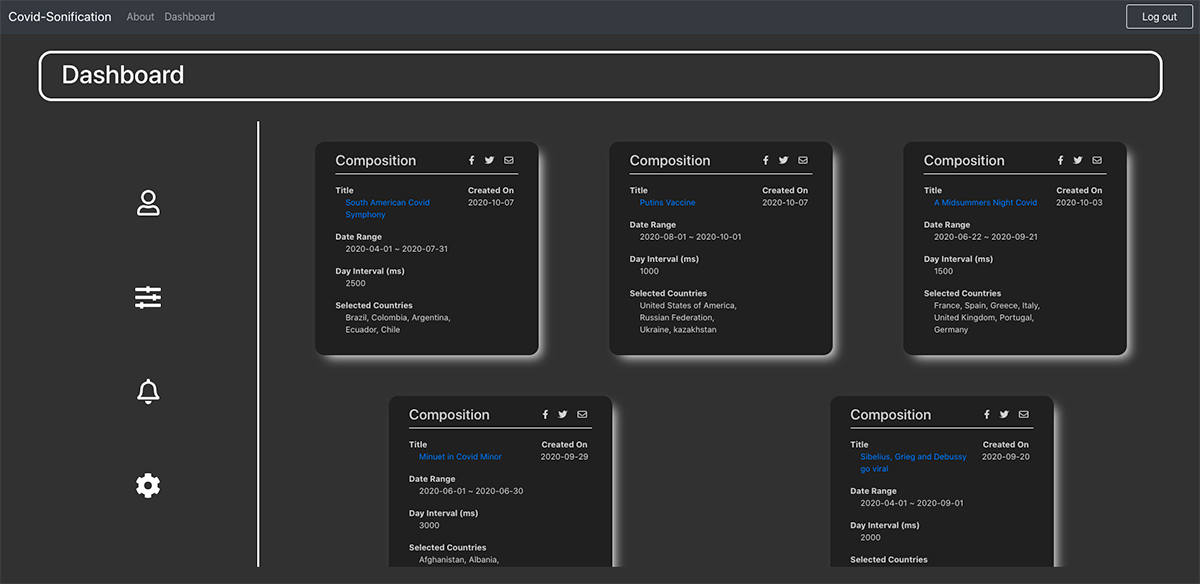 Covid-Sonification About Dashboard Log out
Dashboard
Composition
Title Created On
South American Covid 2020-10-07
Symphony
Date Range
2020-04-01 ~ 2020-07-31
Day Interval (ms)
2500
Selected Countries
Brazil, Colombia, Argentina,
Ecuador, Chile
Composition
Title Created On
Putins Vaccine 2020-10-07
Date Range
2020-08-01 ~ 2020-10-01
Day Interval (ms)
1000
Selected Countries
United States of America,
Russian Federation,
Ukraine, kazakhstan
Composition
Title Created On
A Midsummers Night Covid 2020-10-03
Date Range
2020-06-22 ~ 2020-09-21
Day Interval (ms)
1500
Selected Countries
France, Spain, Greece, Italy,
United Kingdom, Portugal,
Germany
Composition
Title Created On
Minuet in Covid Minor 2020-09-29
Date Range
2020-06-01 ~ 2020-06-30
Day Interval (ms)
3000
Selected Countries
Afghanistan, Albania,
Composition
Title Created On
Sibelius, Grieg and Debussy 2020-09-20
go viral
Date Range
2020-04-01 ~ 2020-09-01
Day Interval (ms)
2000
Selected Countries